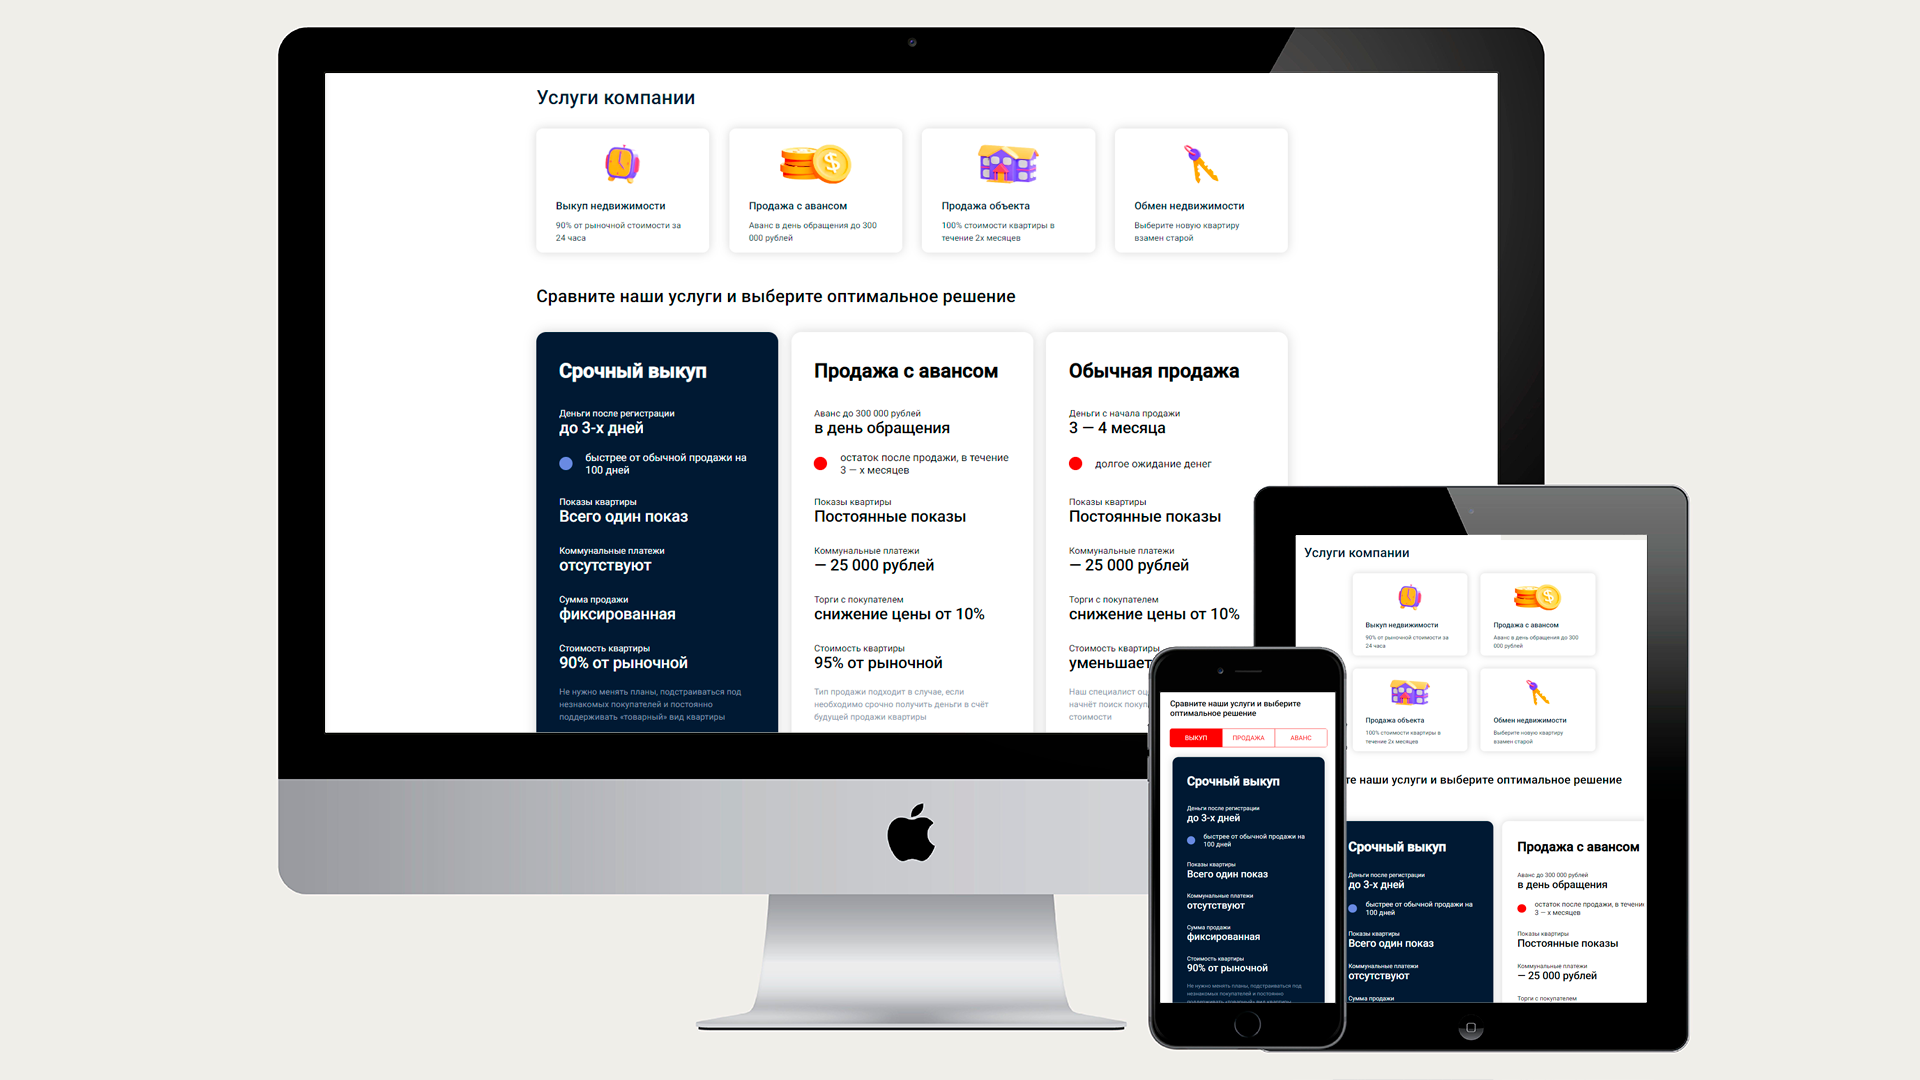 Услуги компании
Выкуп недвижимости
90% от рыночной стоимости за
24 часа
Продажа с авансом
Аванс в день обращения до 300
000 рублей
Продажа объекта
100% стоимости квартиры в
течение 2х месяцев
Обмен недвижимости
Выберите новую квартиру
взамен старой
Сравните наши услуги и выберите оптимальное решение
Срочный выкуп
Деньги после регистрации
до 3-х дней
быстрее от обычной продажи на
100 дней
Показы квартиры
Всего один показ
Коммунальные платежи
отсутствуют
Сумма продажи
фиксированная
Стоимость квартиры
90% от рыночной
Не нужно менять планы, подстраиваться под
незнакомых покупателей и постоянно
поддерживать «товарный» вид квартиры
Продажа с авансом
Аванс до 300 000 рублей
в день обращения
остаток после продажи, в течение
3 — х месяцев
Показы квартиры
Постоянные показы
Коммунальные платежи
— 25 000 рублей
Торги с покупателем
снижение цены от 10%
Стоимость квартиры
95% от рыночной
Тип продажи подходит в случае, если
необходимо срочно получить деньги в счёт
будущей продажи квартиры
Обычная продажа
Деньги с начала продажи
3 — 4 месяца
долгое ожидание денег
Показы квартиры
Постоянные показы
Коммунальные платежи
— 25 000 рублей
Торги с покупателем
снижение цены от 10%
Стоимость квартиры
уменьшает
Наш специалист оц
начнёт поиск покуп
стоимости
Сравните наши услуги и выберите
оптимальное решение
ВЫКУП
ПРОДАЖА
АВАНС
Срочный выкуп
Деньги после регистрации
до 3-х дней
быстрее от обычной продажи на
100 дней
Показы квартиры
Всего один показ
Коммунальные платежи
отсутствуют
Сумма продажи
фиксированная
Стоимость квартиры
90% от рыночной
Не нужно менять планы, подстраиваться под
незнакомых покупателей и постоянно
поддерживать «товарный» вид квартиры
Услуги компании
Выкуп недвижимости
90% от рыночной стоимости за
24 часа
Продажа с авансом
Аванс в день обращения до 300
000 рублей
Продажа объекта
100% стоимости квартиры в
течение 2х месяцев
Обмен недвижимости
Выберите новую квартиру
взамен старой
те наши услуги и выберите оптимальное решение
Срочный выкуп
Деньги после регистрации
до 3-х дней
быстрее от обычной продажи на
100 дней
Показы квартиры
Всего один показ
Коммунальные платежи
отсутствуют
Сумма продажи
Продажа с авансом
Аванс до 300 000 рублей
в день обращения
остаток после продажи, в течени
3 — х месяцев
Показы квартиры
Постоянные показы
Коммунальные платежи
— 25 000 рублей
Торги с покупателем